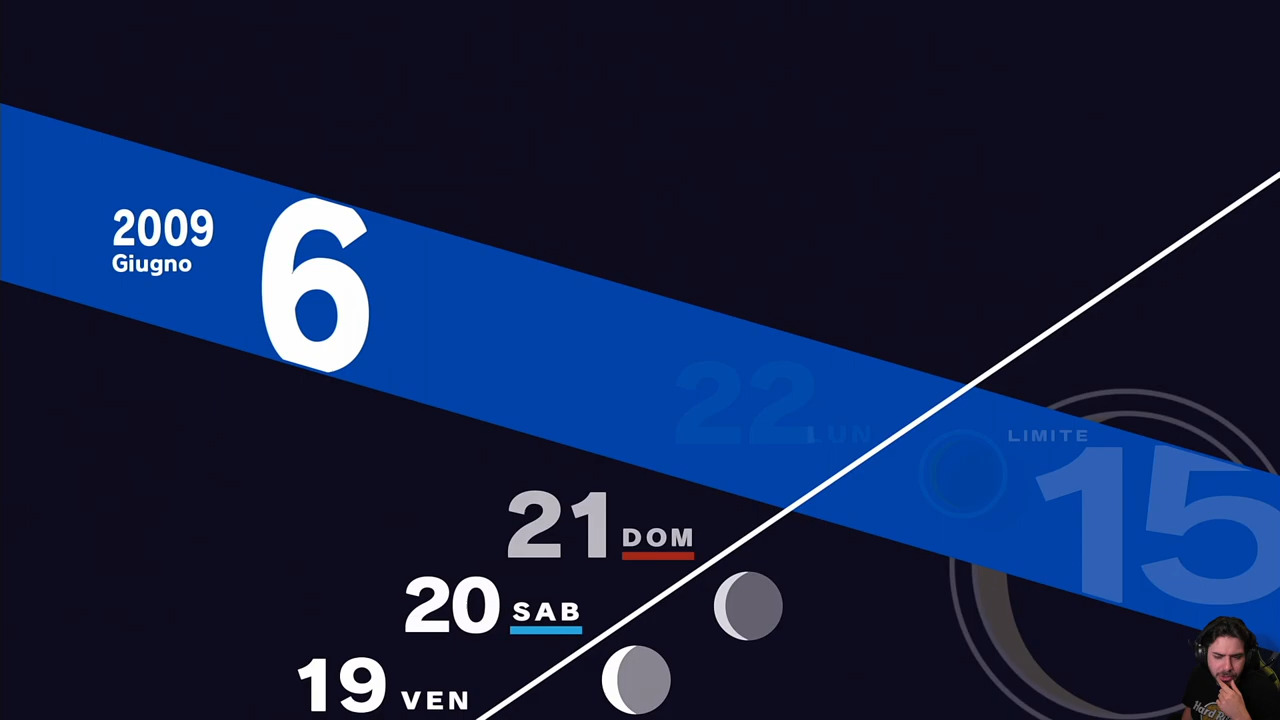 2009
Giugno
6
22 LUN
LIMITE
15
21 DOM
20 SAB
19 VEN